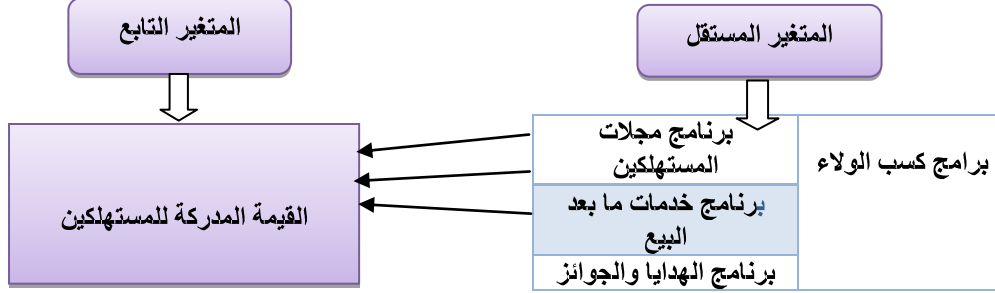 المتغير المستقل
المتغير التابع
برامج كسب الولاء
برنامج مجلات
المستهلكين
برنامج خدمات ما بعد
البيع
برنامج الهدايا والجوائز
القيمة المدركة للمستهلكين